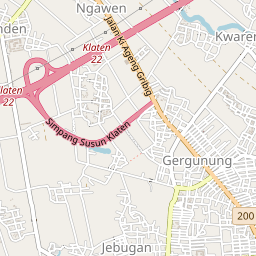 Ngawen
nden
Klaten
22
Jalan Ki Ageng Gribig
Kwaren
Klaten
22
Simpang Susun Klaten
Gergunung
200
Jebugan